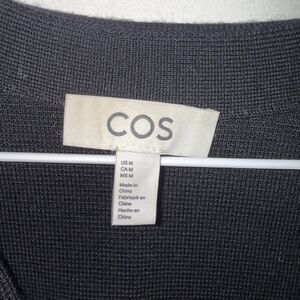 COS
US M
CA M
MX M
Made in
China
Fabriqué en
Chine
Hecho en
China